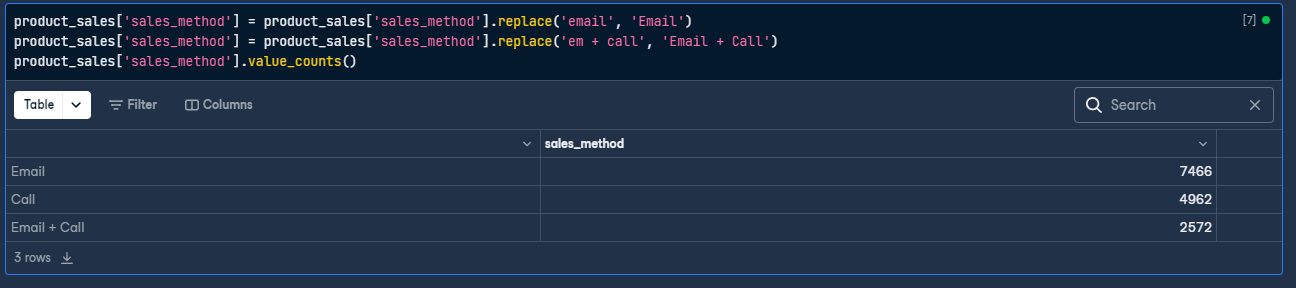 product_sales['sales_method'] = product_sales['sales_method'].replace('email', 'Email') [7]
product_sales['sales_method'] = product_sales['sales_method'].replace('em + call', 'Email + Call')
product_sales['sales_method'].value_counts()
Table Filter Columns Search
sales_method
Email 7466
Call 4962
Email + Call 2572
3 rows